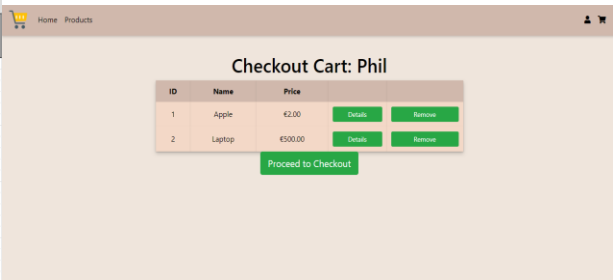 Home Products
Checkout Cart: Phil
ID Name Price
1 Apple €2.00 Details Remove
2 Laptop €500.00 Details Remove
Proceed to Checkout